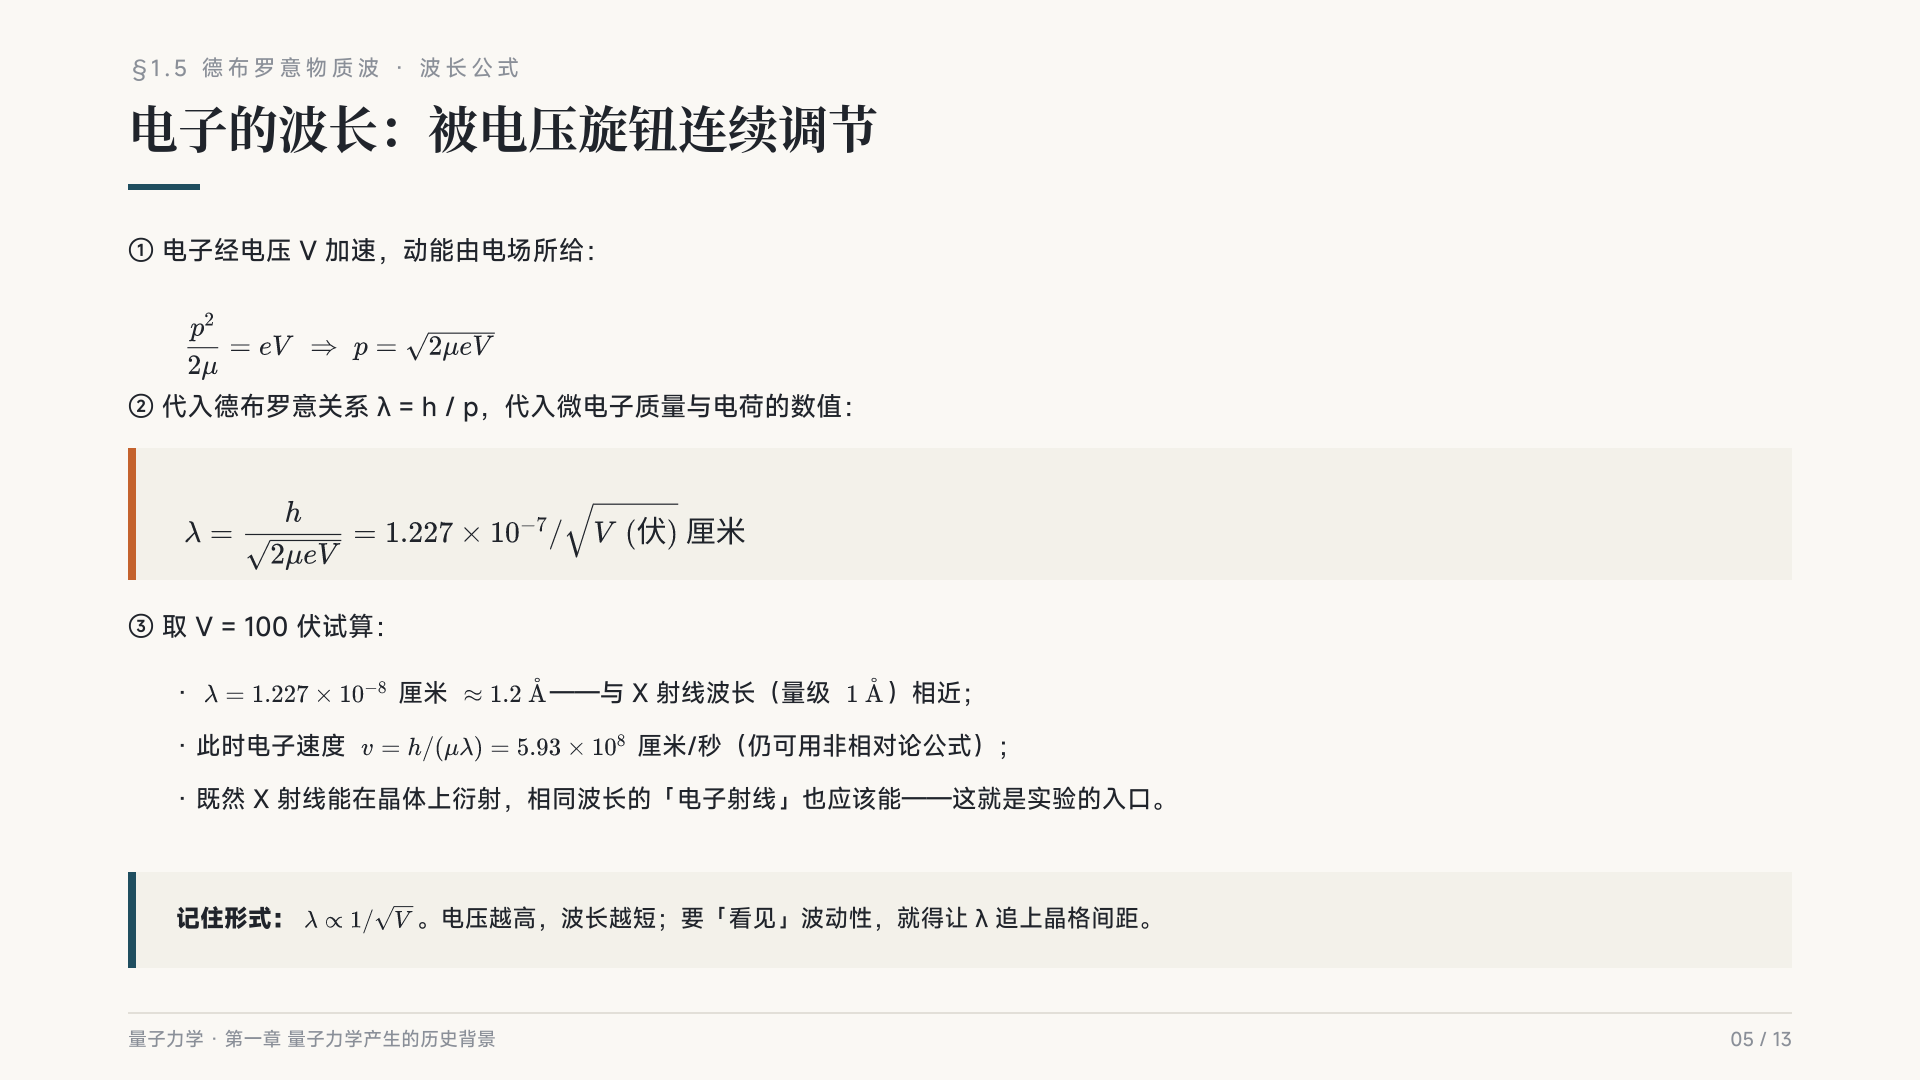 §1.5 德布罗意物质波 · 波长公式
电子的波长：被电压旋钮连续调节
① 电子经电压 V 加速，动能由电场所给：
p²/2μ = eV ⇒ p = √(2μeV)
② 代入德布罗意关系 λ = h / p，代入微电子质量与电荷的数值：
λ = h/√(2μeV) = 1.227 × 10⁻⁷/√(V (伏)) 厘米
③ 取 V = 100 伏试算：
· λ = 1.227 × 10⁻⁸ 厘米 ≈ 1.2 Å——与 X 射线波长（量级 1 Å）相近；
· 此时电子速度 v = h/(μλ) = 5.93 × 10⁸ 厘米/秒（仍可用非相对论公式）；
· 既然 X 射线能在晶体上衍射，相同波长的「电子射线」也应该能——这就是实验的入口。
记住形式： λ ∝ 1/√V 。电压越高，波长越短；要「看见」波动性，就得让 λ 追上晶格间距。
量子力学 · 第一章 量子力学产生的历史背景
05 / 13